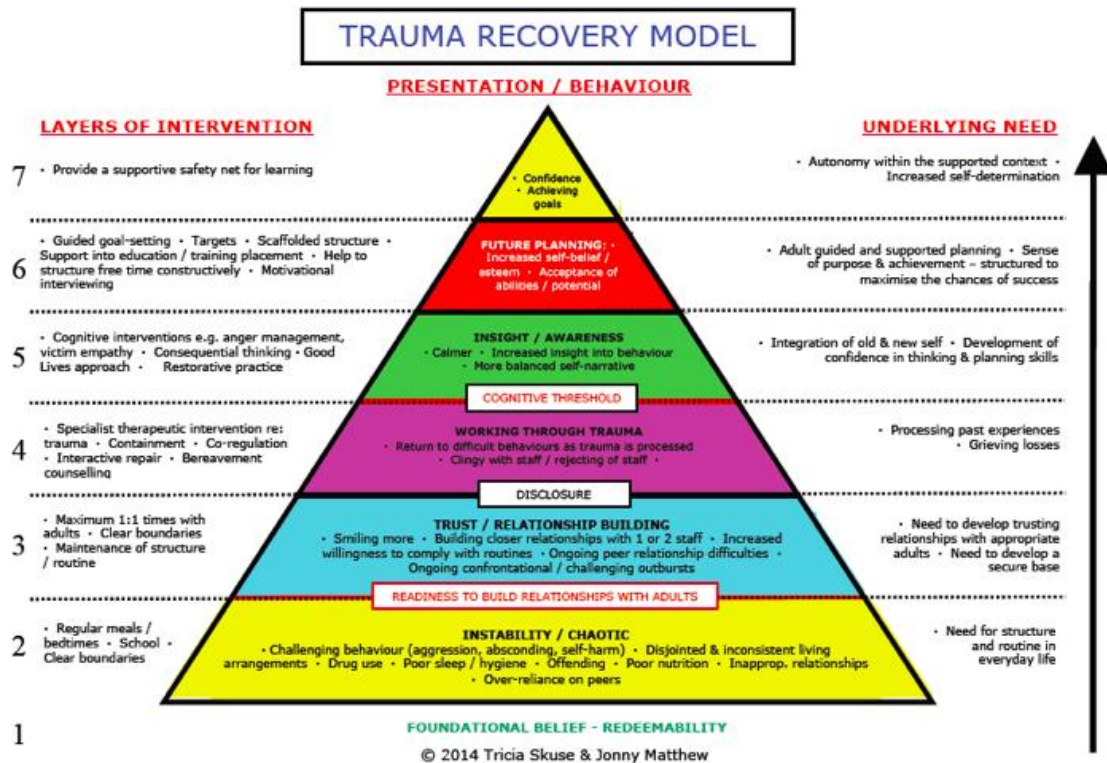 TRAUMA RECOVERY MODEL
PRESENTATION / BEHAVIOUR
LAYERS OF INTERVENTION
UNDERLYING NEED
7
· Provide a supportive safety net for learning
· Confidence
· Achieving
goals
· Autonomy within the supported context ·
Increased self-determination
6
· Guided goal-setting · Targets · Scaffolded structure ·
Support into education / training placement · Help to
structure free time constructively · Motivational
interviewing
FUTURE PLANNING: ·
Increased self-belief /
esteem · Acceptance of
abilities / potential
· Adult guided and supported planning · Sense
of purpose & achievement – structured to
maximise the chances of success
5
· Cognitive interventions e.g. anger management,
victim empathy · Consequential thinking · Good
Lives approach · Restorative practice
INSIGHT / AWARENESS
· Calmer · Increased insight into behaviour
· More balanced self-narrative
· Integration of old & new self · Development of
confidence in thinking & planning skills
COGNITIVE THRESHOLD
4
· Specialist therapeutic intervention re:
trauma · Containment · Co-regulation
· Interactive repair · Bereavement
counselling
WORKING THROUGH TRAUMA
· Return to difficult behaviours as trauma is processed
· Clingy with staff / rejecting of staff ·
· Processing past experiences
· Grieving losses
DISCLOSURE
3
· Maximum 1:1 times with
adults · Clear boundaries
· Maintenance of structure
/ routine
TRUST / RELATIONSHIP BUILDING
· Smiling more · Building closer relationships with 1 or 2 staff · Increased
willingness to comply with routines · Ongoing peer relationship difficulties ·
Ongoing confrontational / challenging outbursts
· Need to develop trusting
relationships with appropriate
adults · Need to develop a
secure base
READINESS TO BUILD RELATIONSHIPS WITH ADULTS
2
· Regular meals /
bedtimes · School ·
Clear boundaries
INSTABILITY / CHAOTIC
· Challenging behaviour (aggression, absconding, self-harm) · Disjointed & inconsistent living
arrangements · Drug use · Poor sleep / hygiene · Offending · Poor nutrition · Inapprop. relationships
· Over-reliance on peers
· Need for structure
and routine in
everyday life
1
FOUNDATIONAL BELIEF - REDEEMABILITY
© 2014 Tricia Skuse & Jonny Matthew